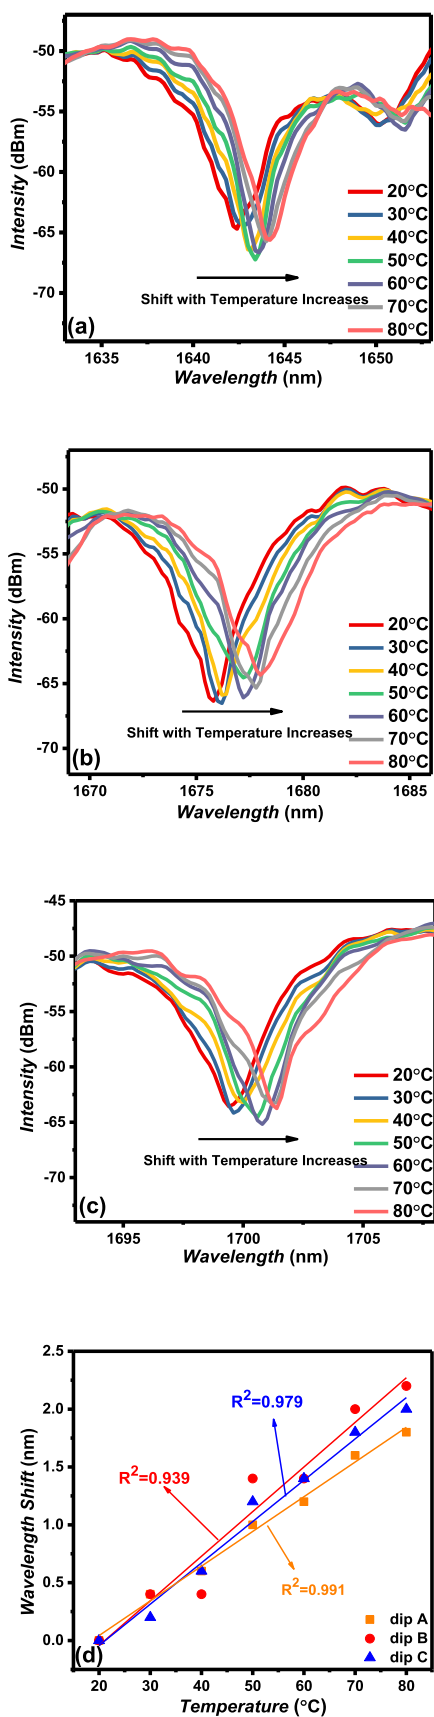 -50
-55
-60
-65
-70
Intensity (dBm)
20°C
30°C
40°C
50°C
60°C
70°C
80°C
Shift with Temperature Increases
(a)
1635 1640 1645 1650
Wavelength (nm)
-50
-55
-60
-65
-70
Intensity (dBm)
20°C
30°C
40°C
50°C
60°C
70°C
80°C
Shift with Temperature Increases
(b)
1670 1675 1680 1685
Wavelength (nm)
-45
-50
-55
-60
-65
-70
Intensity (dBm)
20°C
30°C
40°C
50°C
60°C
70°C
80°C
Shift with Temperature Increases
(c)
1695 1700 1705
Wavelength (nm)
2.5
2.0
1.5
1.0
0.5
0.0
Wavelength Shift (nm)
R²=0.979
R²=0.939
R²=0.991
dip A
dip B
dip C
(d)
20 30 40 50 60 70 80
Temperature (°C)